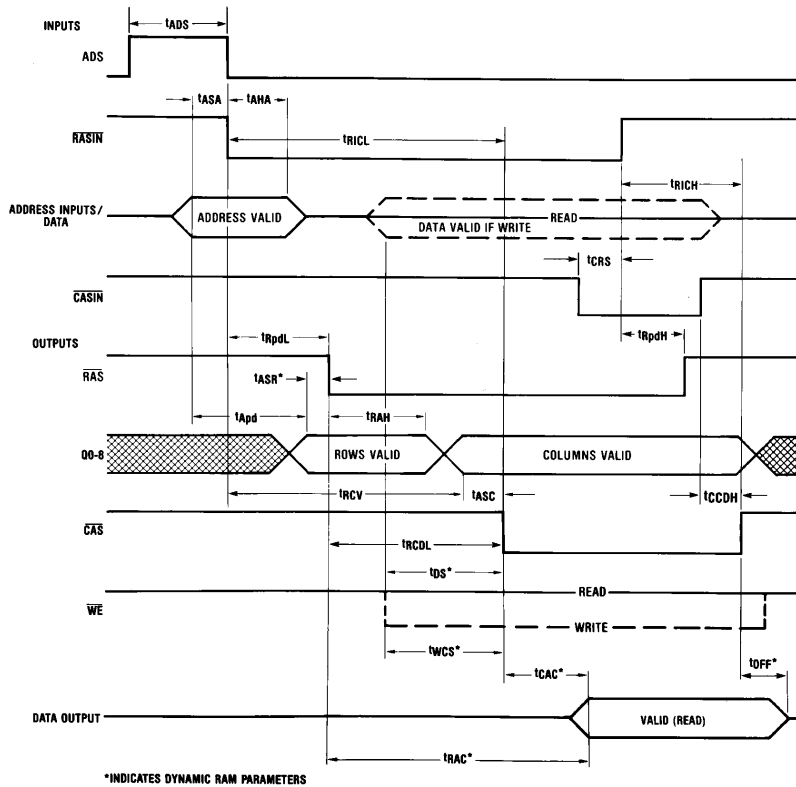 INPUTS
tADS
ADS
tASA
tAHA
RASIN
tRICL
tRICH
ADDRESS INPUTS/
DATA
ADDRESS VALID
READ
DATA VALID IF WRITE
tCRS
CASIN
tRpdL
tRpdH
OUTPUTS
RAS
tASR*
tApd
tRAH
Q0-8
ROWS VALID
COLUMNS VALID
tRCV
tASC
tCCDH
CAS
tRCDL
tDS*
READ
WE
WRITE
tWCS*
tCAC*
tOFF*
DATA OUTPUT
VALID (READ)
tRAC*
*INDICATES DYNAMIC RAM PARAMETERS